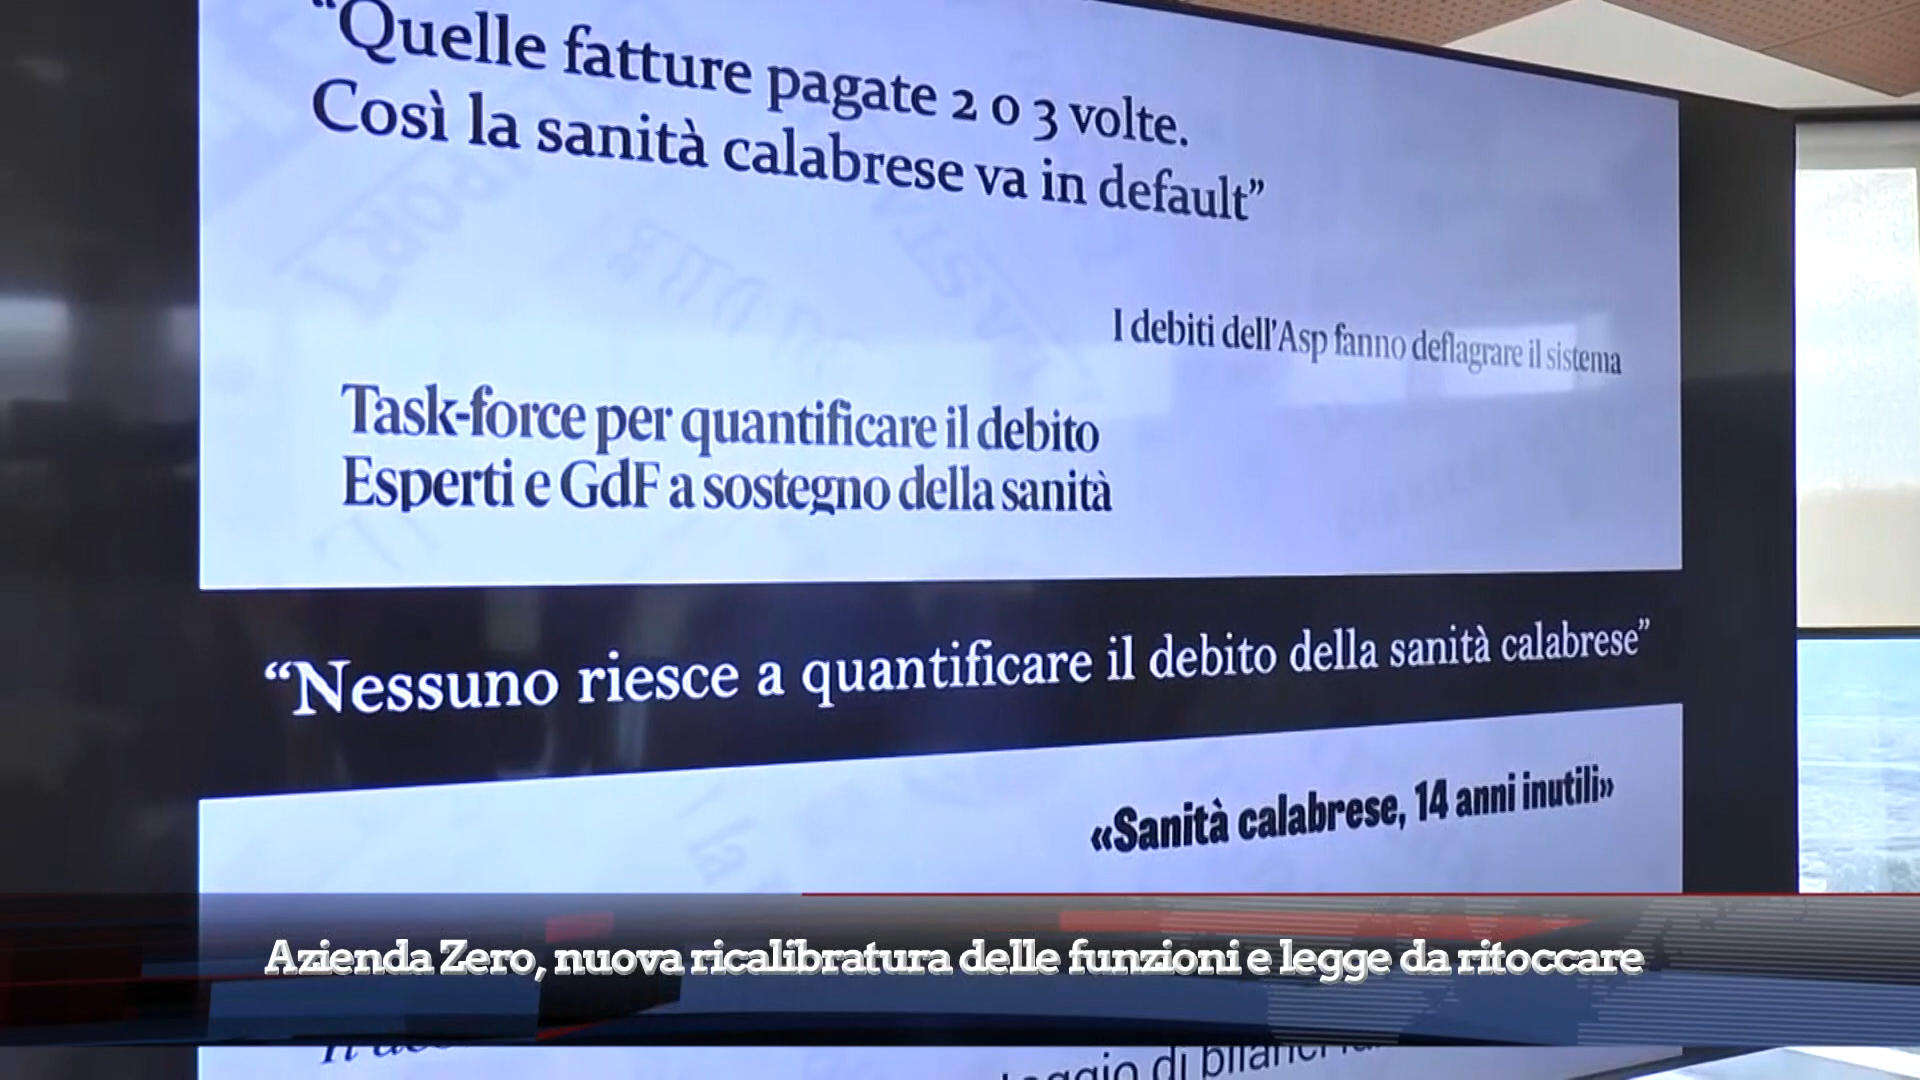 “Quelle fatture pagate 2 o 3 volte.
Così la sanità calabrese va in default”
I debiti dell’Asp fanno deflagrare il sistema
Task-force per quantificare il debito
Esperti e GdF a sostegno della sanità
“Nessuno riesce a quantificare il debito della sanità calabrese”
«Sanità calabrese, 14 anni inutili»
Azienda Zero, nuova ricalibratura delle funzioni e legge da ritoccare
di bilanci